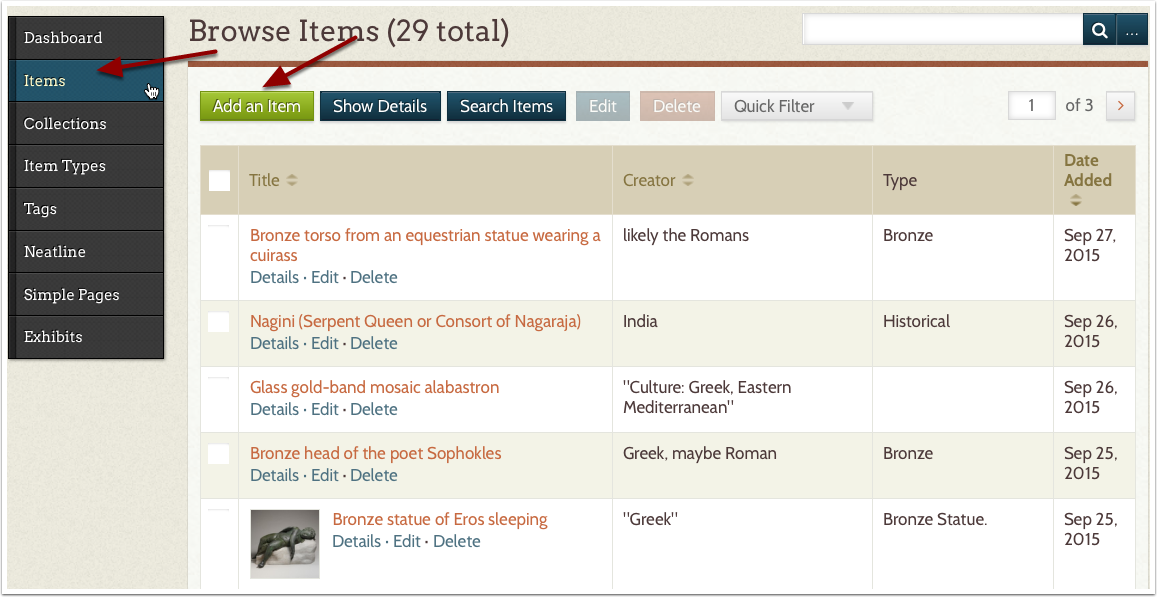 Browse Items (29 total)
...
Dashboard
Items
Collections
Item Types
Tags
Neatline
Simple Pages
Exhibits
Add an Item Show Details Search Items Edit Delete Quick Filter 1 of 3 >
Title Creator Type Date
Added
Bronze torso from an equestrian statue wearing a
cuirass
Details · Edit · Delete
likely the Romans
Bronze
Sep 27,
2015
Nagini (Serpent Queen or Consort of Nagaraja)
Details · Edit · Delete
India
Historical
Sep 26,
2015
Glass gold-band mosaic alabastron
Details · Edit · Delete
"Culture: Greek, Eastern
Mediterranean"
Sep 26,
2015
Bronze head of the poet Sophokles
Details · Edit · Delete
Greek, maybe Roman
Bronze
Sep 25,
2015
Bronze statue of Eros sleeping
Details · Edit · Delete
"Greek"
Bronze Statue.
Sep 25,
2015